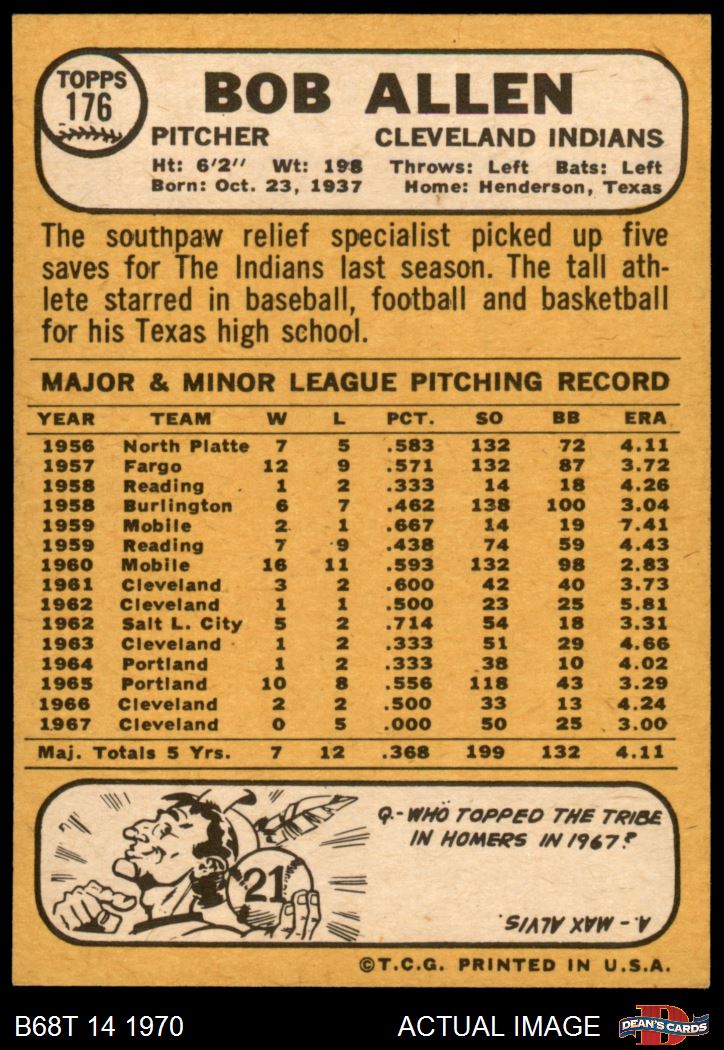 TOPPS
176
BOB ALLEN
PITCHER CLEVELAND INDIANS
Ht: 6'2'' Wt: 198 Throws: Left Bats: Left
Born: Oct. 23, 1937 Home: Henderson, Texas
The southpaw relief specialist picked up five
saves for The Indians last season. The tall ath-
lete starred in baseball, football and basketball
for his Texas high school.
MAJOR & MINOR LEAGUE PITCHING RECORD
YEAR TEAM W L PCT. SO BB ERA
1956 North Platte 7 5 .583 132 72 4.11
1957 Fargo 12 9 .571 132 87 3.72
1958 Reading 1 2 .333 14 18 4.26
1958 Burlington 6 7 .462 138 100 3.04
1959 Mobile 2 1 .667 14 19 7.41
1959 Reading 7 9 .438 74 59 4.43
1960 Mobile 16 11 .593 132 98 2.83
1961 Cleveland 3 2 .600 42 40 3.73
1962 Cleveland 1 1 .500 23 25 5.81
1962 Salt L. City 5 2 .714 54 18 3.31
1963 Cleveland 1 2 .333 51 29 4.66
1964 Portland 1 2 .333 38 10 4.02
1965 Portland 10 8 .556 118 43 3.29
1966 Cleveland 2 2 .500 33 13 4.24
1967 Cleveland 0 5 .000 50 25 3.00
Maj. Totals 5 Yrs. 7 12 .368 199 132 4.11
21
Q.-WHO TOPPED THE TRIBE
IN HOMERS IN 1967?
A.- MAX ALVIS.
©T.C.G. PRINTED IN U.S.A.
B68T 14 1970 ACTUAL IMAGE
D
DEAN'S CARDS